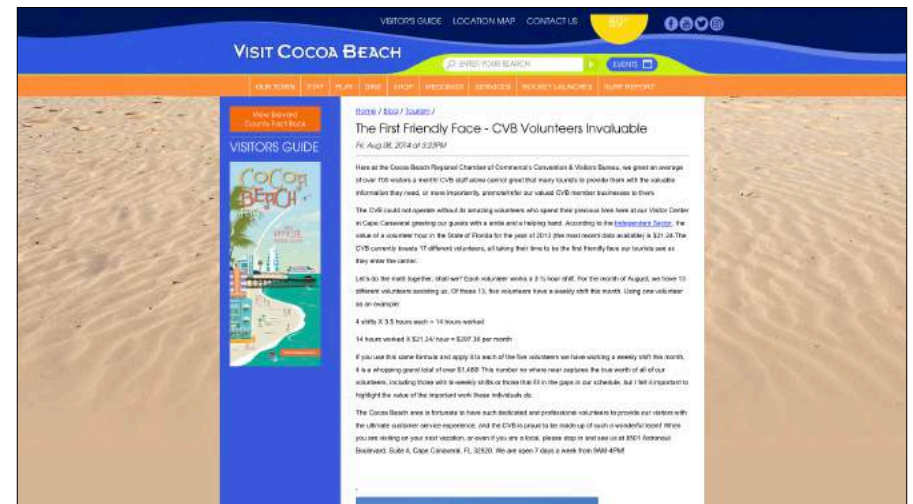 VISITOR'S GUIDE LOCATION MAP CONTACT US 89°
VISIT COCOA BEACH
ENTER YOUR SEARCH EVENTS
OUR TOWN STAY PLAY DINE SHOP WEDDINGS SERVICES ROCKET LAUNCHES SURF REPORT
View Brevard
County Fact Book
VISITORS GUIDE
COCOA
BEACH
Home / Blog / Tourism /
The First Friendly Face - CVB Volunteers Invaluable
Fri, Aug 08, 2014 at 3:23PM
Here at the Cocoa Beach Regional Chamber of Commerce's Convention & Visitors Bureau, we greet an average
of over 700 visitors a month! CVB staff alone cannot greet that many tourists to provide them with the valuable
information they need, or more importantly, promote/refer our valued CVB member businesses to them.
The CVB could not operate without its amazing volunteers who spend their precious time here at our Visitor Center
in Cape Canaveral greeting our guests with a smile and a helping hand. According to the Independent Sector, the
value of a volunteer hour in the State of Florida for the year of 2013 (the most recent data available) is $21.24.The
CVB currently boasts 17 different volunteers, all taking their time to be the first friendly face our tourists see as
they enter the center.
Let's do the math together, shall we? Each volunteer works a 3 ½ hour shift. For the month of August, we have 13
different volunteers assisting us. Of those 13, five volunteers have a weekly shift this month. Using one volunteer
as an example:
4 shifts X 3.5 hours each = 14 hours worked
14 hours worked X $21.24/ hour = $297.36 per month
If you use this same formula and apply it to each of the five volunteers we have working a weekly shift this month,
it is a whopping grand total of over $1,486! This number no where near captures the true worth of all of our
volunteers, including those with bi-weekly shifts or those that fill in the gaps in our schedule, but I felt it important to
highlight the value of the important work these individuals do.
The Cocoa Beach area is fortunate to have such dedicated and professional volunteers to provide our visitors with
the ultimate customer service experience, and the CVB is proud to be made up of such a wonderful team! When
you are visiting on your next vacation, or even if you are a local, please stop in and see us at 8501 Astronaut
Boulevard, Suite 4, Cape Canaveral, FL 32920. We are open 7 days a week from 9AM-4PM!